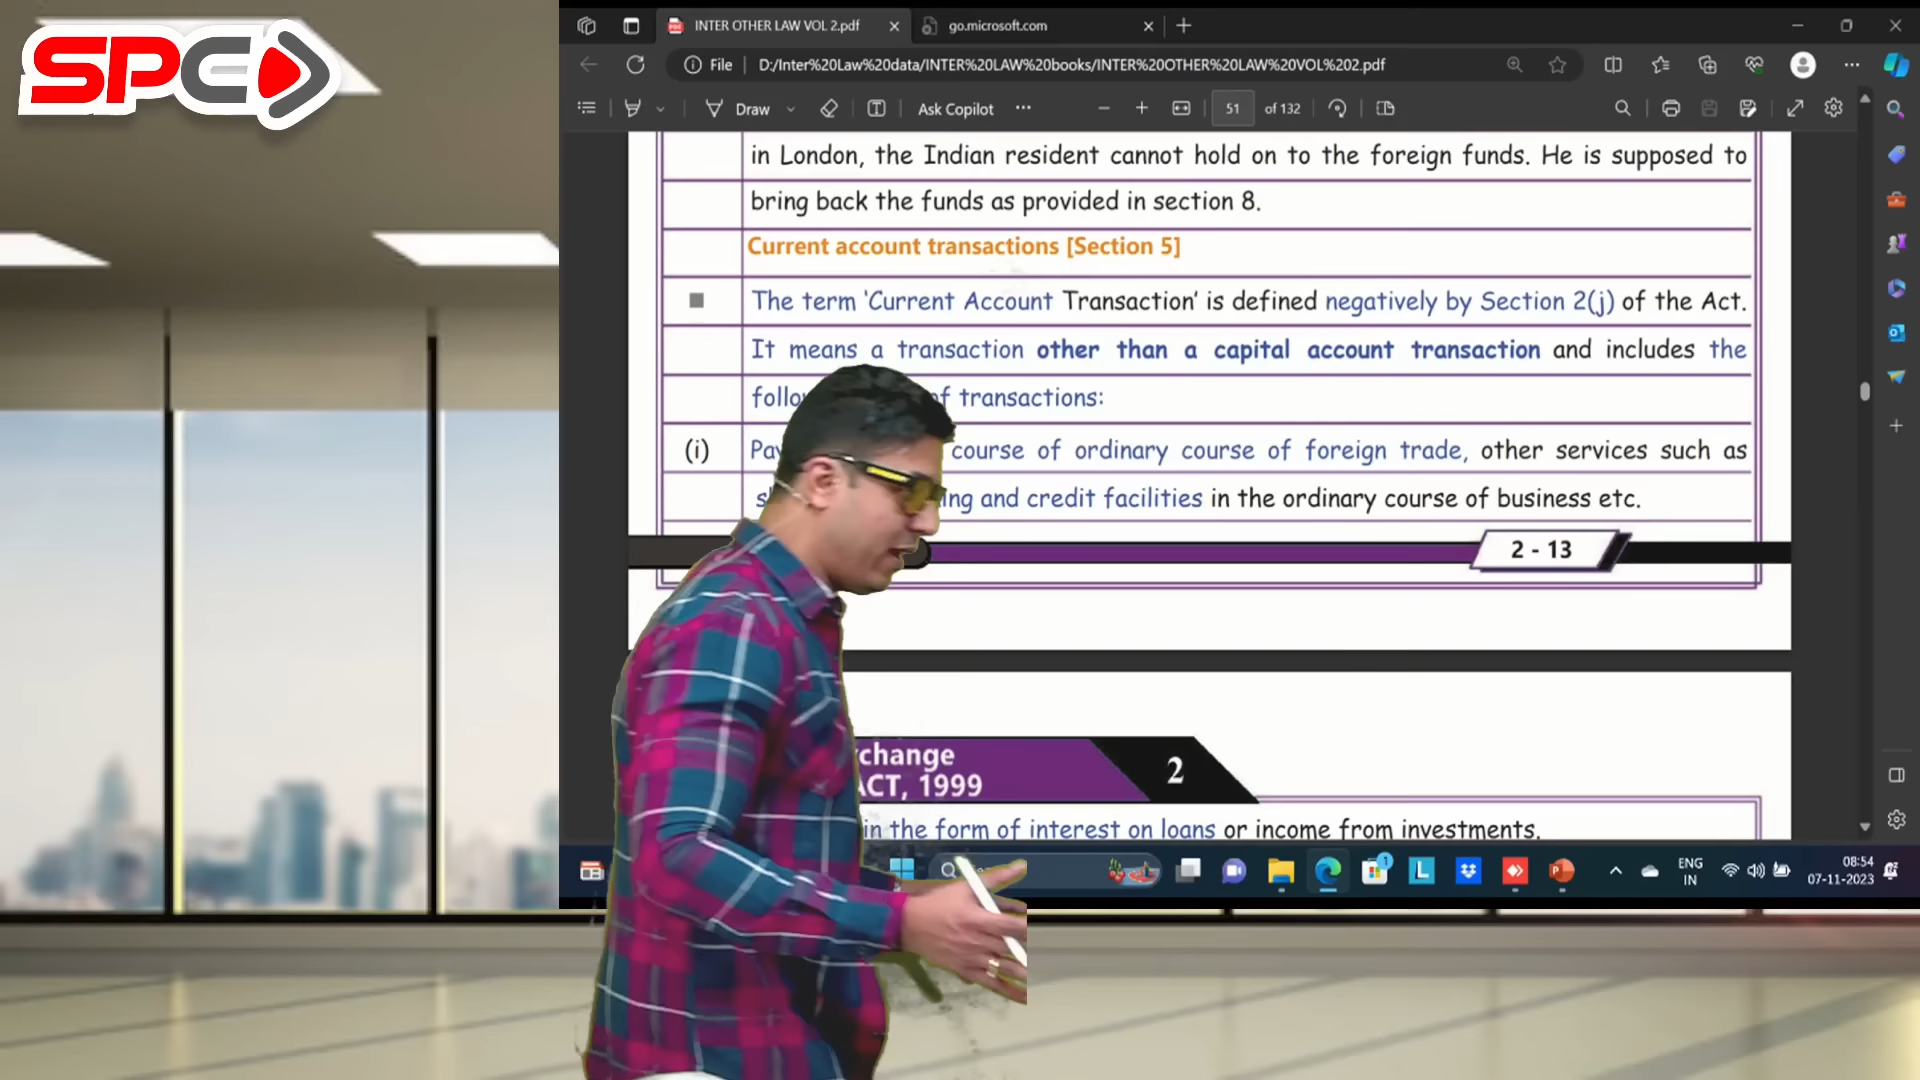 SPC
INTER OTHER LAW VOL 2.pdf
go.microsoft.com
File
D:/Inter%20Law%20data/INTER%20LAW%20books/INTER%20OTHER%20LAW%20VOL%202.pdf
Draw
Ask Copilot
51 of 132
in London, the Indian resident cannot hold on to the foreign funds. He is supposed to
bring back the funds as provided in section 8.
Current account transactions [Section 5]
The term 'Current Account Transaction' is defined negatively by Section 2(j) of the Act.
It means a transaction other than a capital account transaction and includes the
of transactions:
(i) course of ordinary course of foreign trade, other services such as
and credit facilities in the ordinary course of business etc.
2 - 13
ACT, 1999
2
in the form of interest on loans or income from investments.
ENG
IN
08:54
07-11-2023